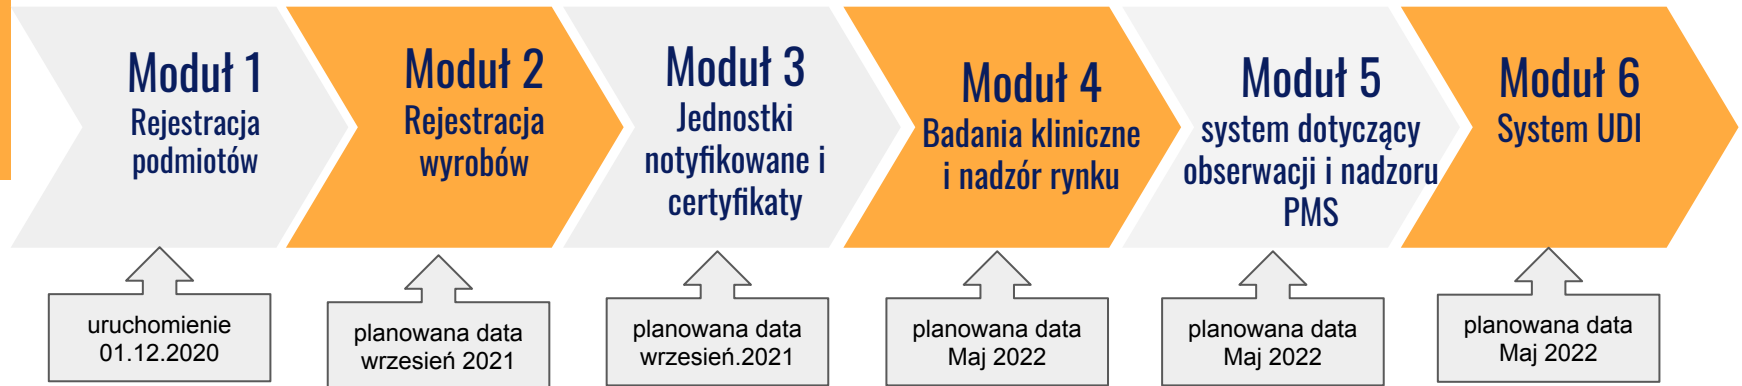 Moduł 1
Rejestracja
podmiotów
Moduł 2
Rejestracja
wyrobów
Moduł 3
Jednostki
notyfikowane i
certyfikaty
Moduł 4
Badania kliniczne
i nadzór rynku
Moduł 5
system dotyczący
obserwacji i nadzoru
PMS
Moduł 6
System UDI
uruchomienie
01.12.2020
planowana data
wrzesień 2021
planowana data
wrzesień.2021
planowana data
Maj 2022
planowana data
Maj 2022
planowana data
Maj 2022